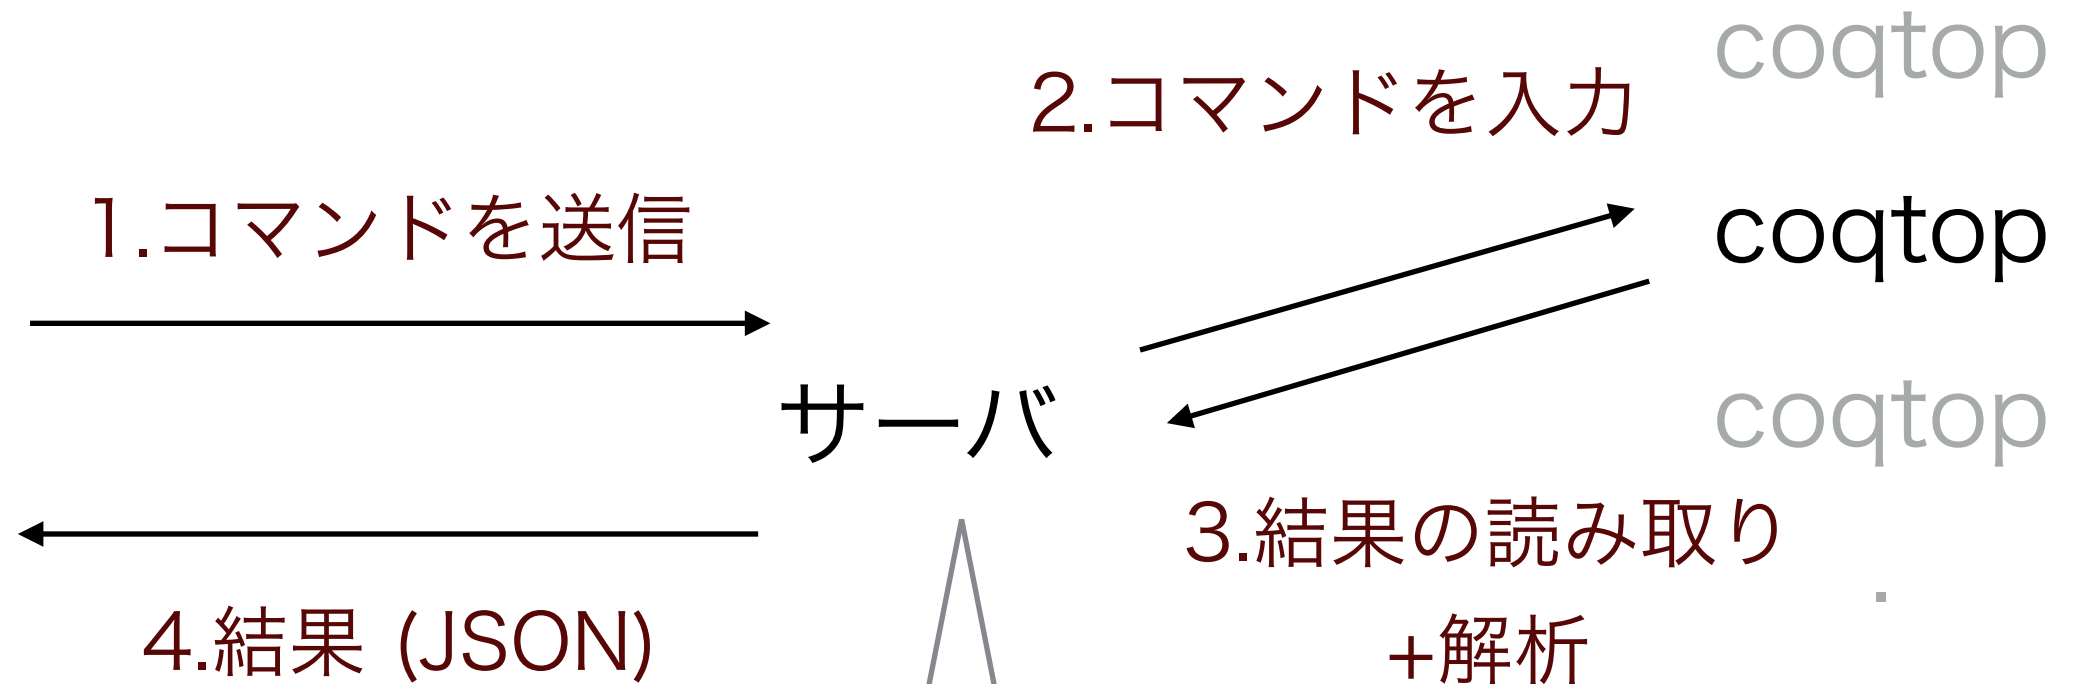 coqtop
2.コマンドを入力
1.コマンドを送信
coqtop
サーバ
coqtop
3.結果の読み取り
+解析
4.結果 (JSON)